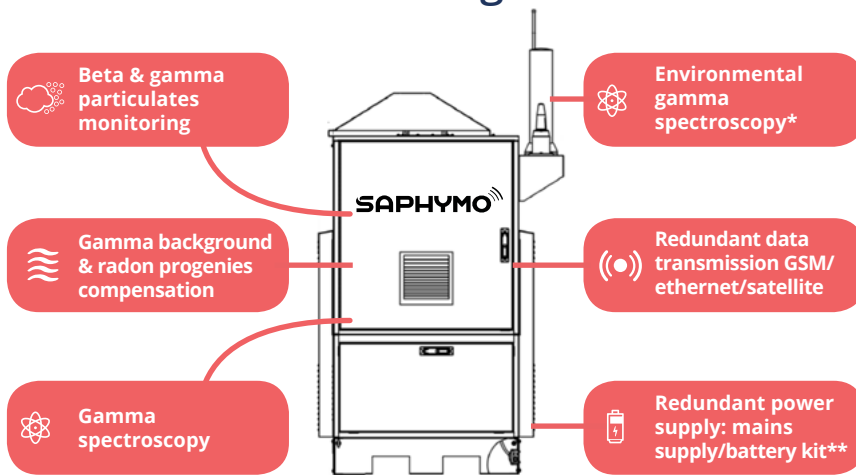 Beta & gamma
particulates
monitoring
Environmental
gamma
spectroscopy*
SAPHYMO
Gamma background
& radon progenies
compensation
Redundant data
transmission GSM/
ethernet/satellite
Gamma
spectroscopy
Redundant power
supply: mains
supply/battery kit**